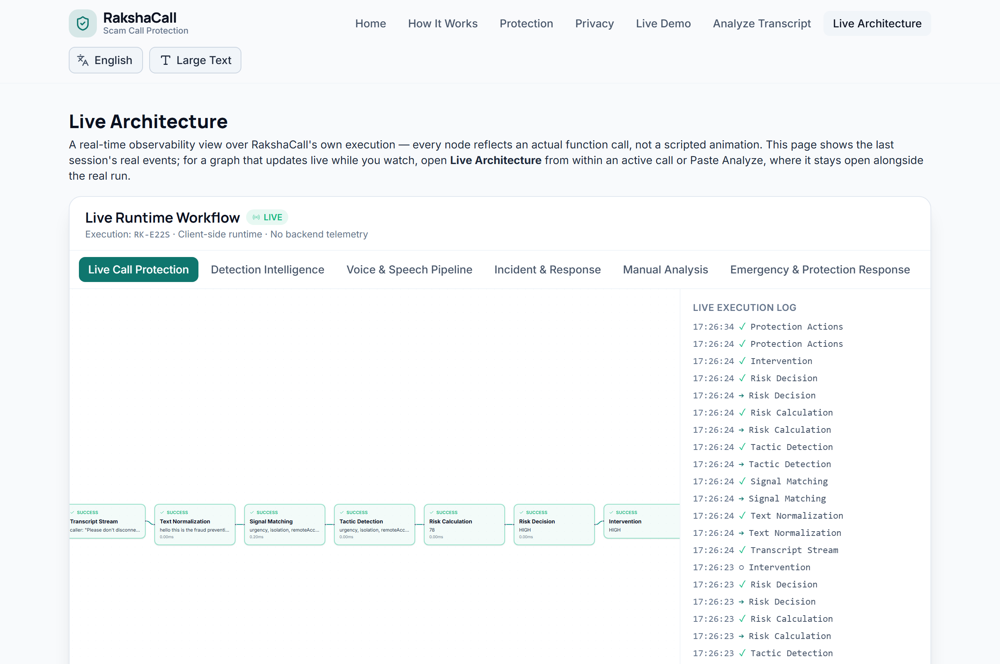 RakshaCall
Scam Call Protection
Home
How It Works
Protection
Privacy
Live Demo
Analyze Transcript
Live Architecture
English
Large Text
Live Architecture
A real-time observability view over RakshaCall's own execution — every node reflects an actual function call, not a scripted animation. This page shows the last
session's real events; for a graph that updates live while you watch, open Live Architecture from within an active call or Paste Analyze, where it stays open alongside
the real run.
Live Runtime Workflow
LIVE
Execution: RK-E22S · Client-side runtime · No backend telemetry
Live Call Protection
Detection Intelligence
Voice & Speech Pipeline
Incident & Response
Manual Analysis
Emergency & Protection Response
✓ SUCCESS
Transcript Stream
caller: "Please don't disconne...
✓ SUCCESS
Text Normalization
hello this is the fraud preventi...
0.00ms
✓ SUCCESS
Signal Matching
urgency, isolation, remoteAcc...
0.20ms
✓ SUCCESS
Tactic Detection
urgency, isolation, remoteAcc...
0.00ms
✓ SUCCESS
Risk Calculation
78
0.00ms
✓ SUCCESS
Risk Decision
HIGH
0.00ms
✓ SUCCESS
Intervention
HIGH
LIVE EXECUTION LOG
17:26:34 ✓ Protection Actions
17:26:24 ✓ Protection Actions
17:26:24 ✓ Intervention
17:26:24 ✓ Risk Decision
17:26:24 → Risk Decision
17:26:24 ✓ Risk Calculation
17:26:24 → Risk Calculation
17:26:24 ✓ Tactic Detection
17:26:24 → Tactic Detection
17:26:24 ✓ Signal Matching
17:26:24 → Signal Matching
17:26:24 ✓ Text Normalization
17:26:24 → Text Normalization
17:26:24 ✓ Transcript Stream
17:26:23 ○ Intervention
17:26:23 ✓ Risk Decision
17:26:23 → Risk Decision
17:26:23 ✓ Risk Calculation
17:26:23 → Risk Calculation
17:26:23 ✓ Tactic Detection